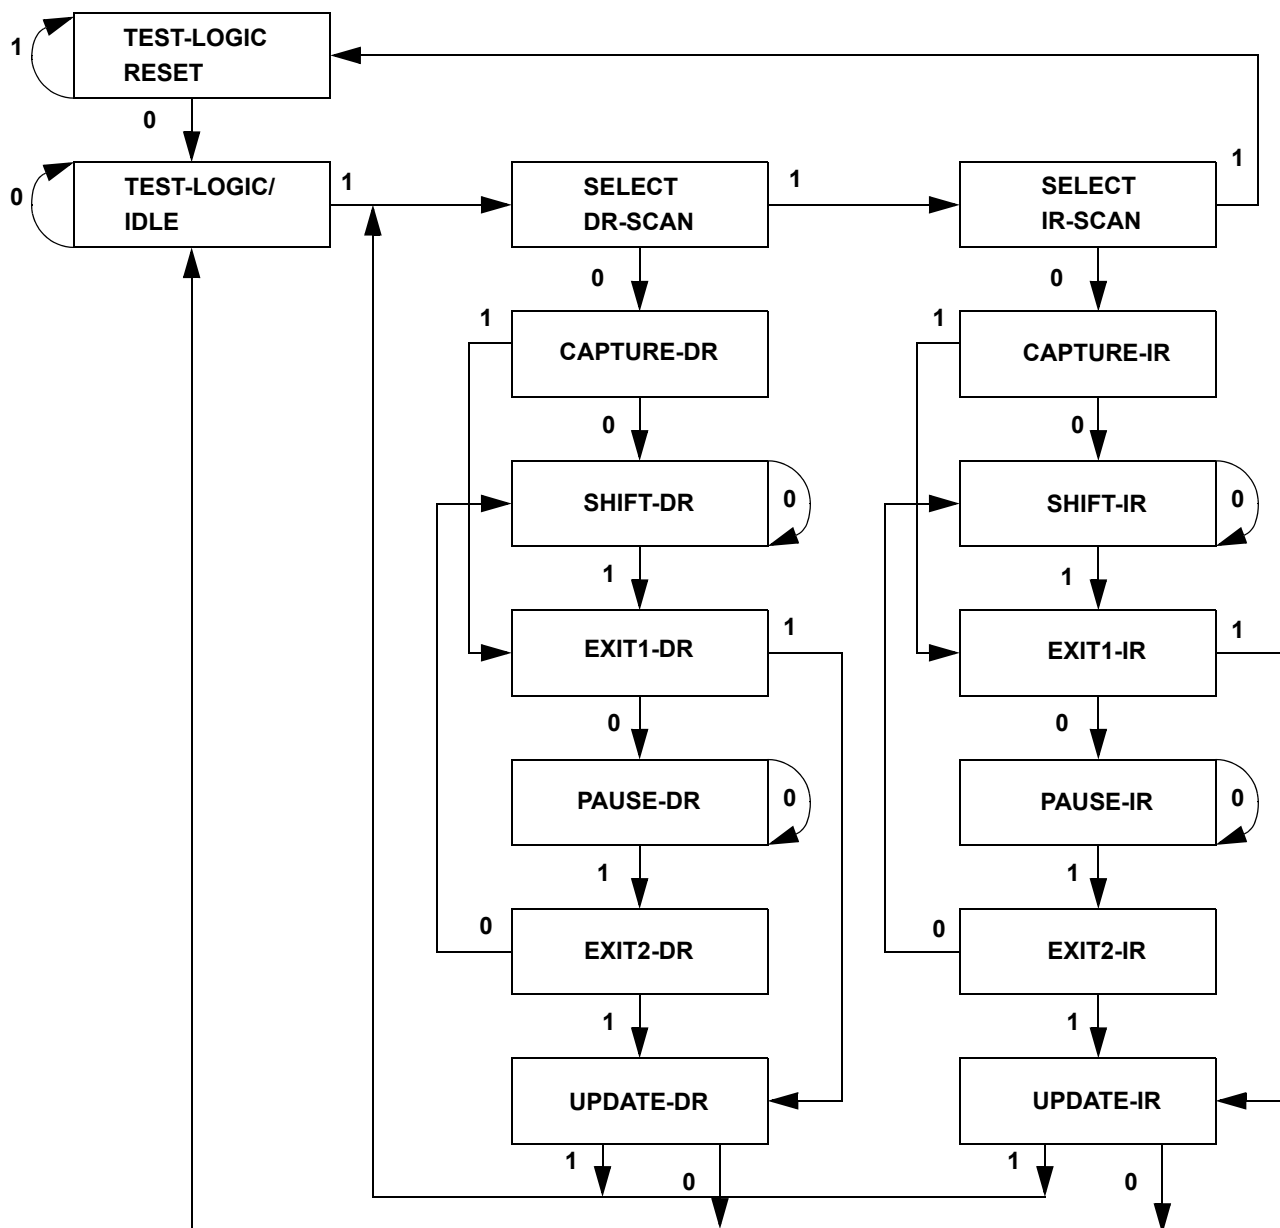 1
TEST-LOGIC
RESET
0
0
TEST-LOGIC/
IDLE
1
SELECT
DR-SCAN
1
SELECT
IR-SCAN
1
0
0
1
CAPTURE-DR
1
CAPTURE-IR
0
0
SHIFT-DR
0
SHIFT-IR
0
1
1
EXIT1-DR
1
EXIT1-IR
1
0
0
PAUSE-DR
0
PAUSE-IR
0
1
1
0
EXIT2-DR
0
EXIT2-IR
1
1
UPDATE-DR
UPDATE-IR
1
0
1
0